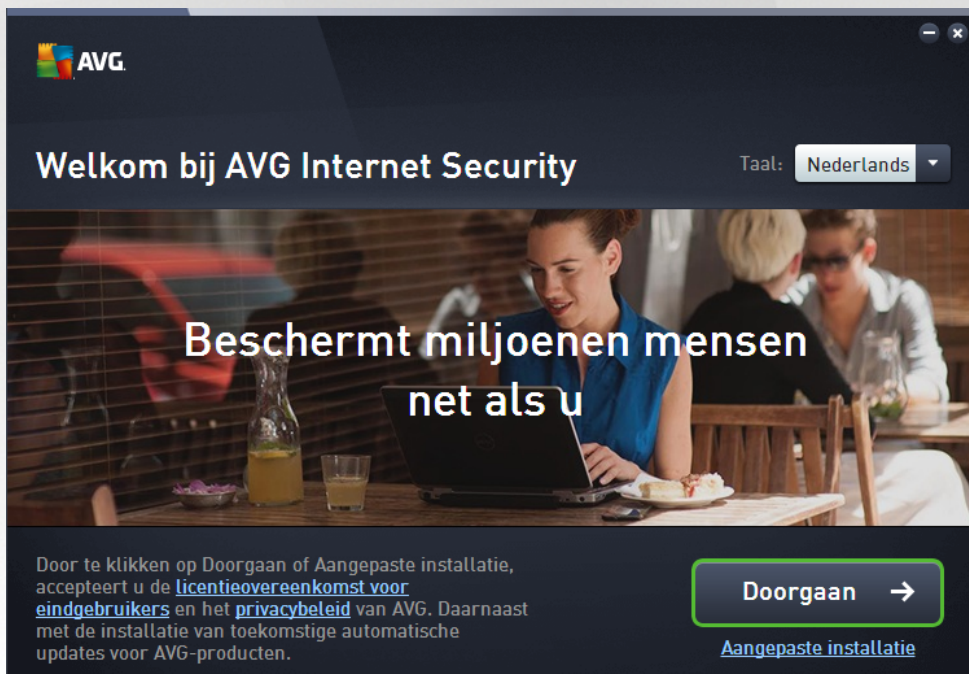 AVG.
Welkom bij AVG Internet Security
Taal: Nederlands
Beschermt miljoenen mensen
net als u
Door te klikken op Doorgaan of Aangepaste installatie,
accepteert u de licentieovereenkomst voor
eindgebruikers en het privacybeleid van AVG. Daarnaast
met de installatie van toekomstige automatische
updates voor AVG-producten.
Doorgaan →
Aangepaste installatie